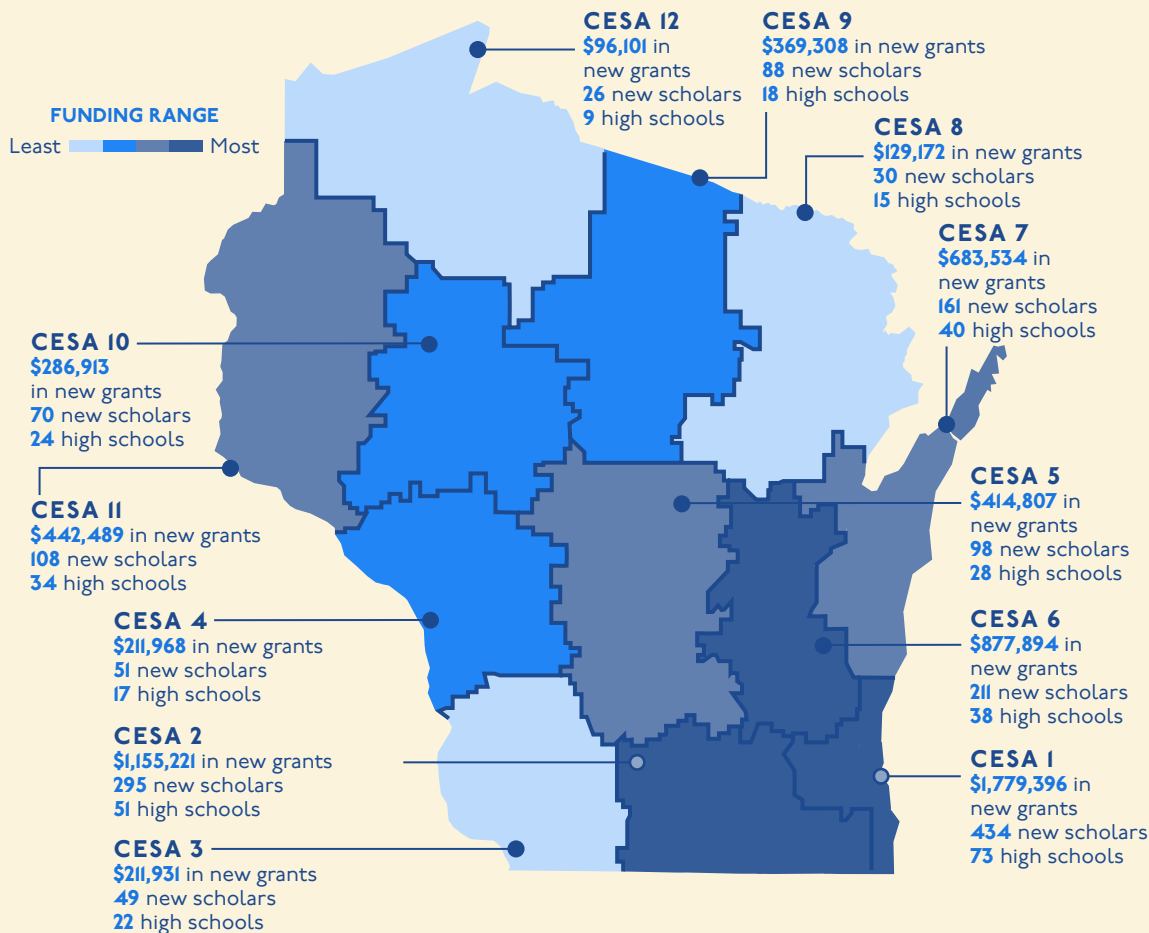 CESA 12
$96,101 in
new grants
26 new scholars
9 high schools
CESA 9
$369,308 in new grants
88 new scholars
18 high schools
FUNDING RANGE
Least Most
CESA 8
$129,172 in new grants
30 new scholars
15 high schools
CESA 7
$683,534 in
new grants
161 new scholars
40 high schools
CESA 10
$286,913
in new grants
70 new scholars
24 high schools
CESA 11
$442,489 in new grants
108 new scholars
34 high schools
CESA 5
$414,807 in
new grants
98 new scholars
28 high schools
CESA 4
$211,968 in new grants
51 new scholars
17 high schools
CESA 6
$877,894 in
new grants
211 new scholars
38 high schools
CESA 2
$1,155,221 in new grants
295 new scholars
51 high schools
CESA 1
$1,779,396 in
new grants
434 new scholars
73 high schools
CESA 3
$211,931 in new grants
49 new scholars
22 high schools